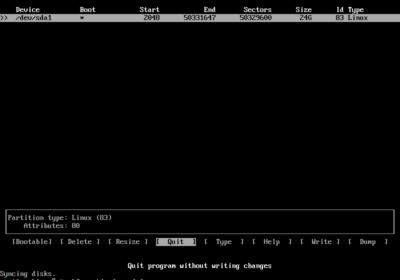 Device Boot Start End Sectors Size Id Type
>> /dev/sda1 * 2048 50331647 50329600 24G 83 Linux
Partition type: Linux (83)
Attributes: 80
[Bootable] [ Delete ] [ Resize ] [ Quit ] [ Type ] [ Help ] [ Write ] [ Dump ]
Quit program without writing changes
Syncing disks.